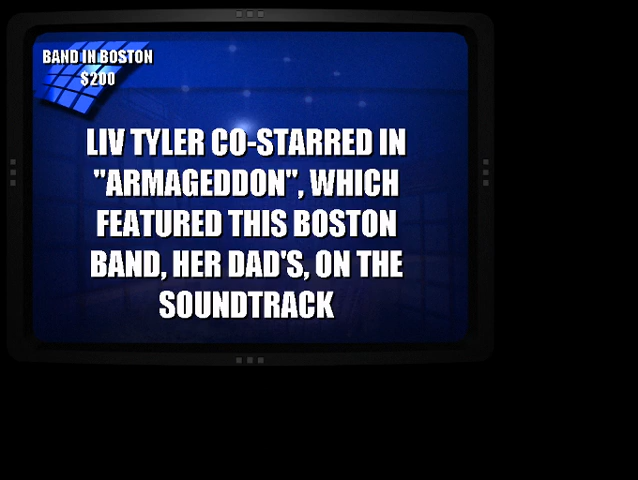 BAND IN BOSTON
$200
LIV TYLER CO-STARRED IN
"ARMAGEDDON", WHICH
FEATURED THIS BOSTON
BAND, HER DAD'S, ON THE
SOUNDTRACK